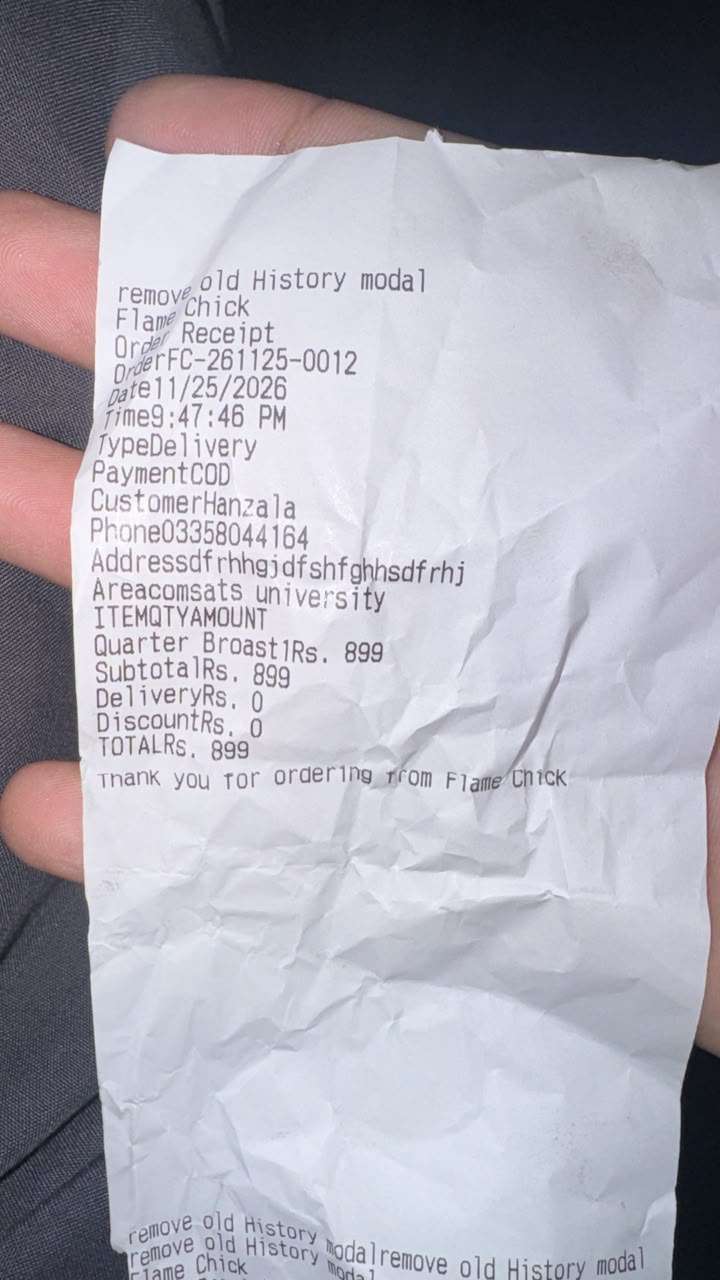 remove old History modal
Flame Chick
Order Receipt
OrderFC-261125-0012
Date11/25/2026
Time9:47:46 PM
TypeDelivery
PaymentCOD
CustomerHanzala
Phone03358044164
Addressdfrhhgjdfshfghhsdfrhj
Areacomsats university
ITEMQTYAMOUNT
Quarter Broast1Rs. 899
SubtotalRs. 899
DeliveryRs. 0
DiscountRs. 0
TOTALRs. 899
Thank you for ordering from Flame Chick
remove old History modalremove old History modal
remove old History modal
Flame Chick